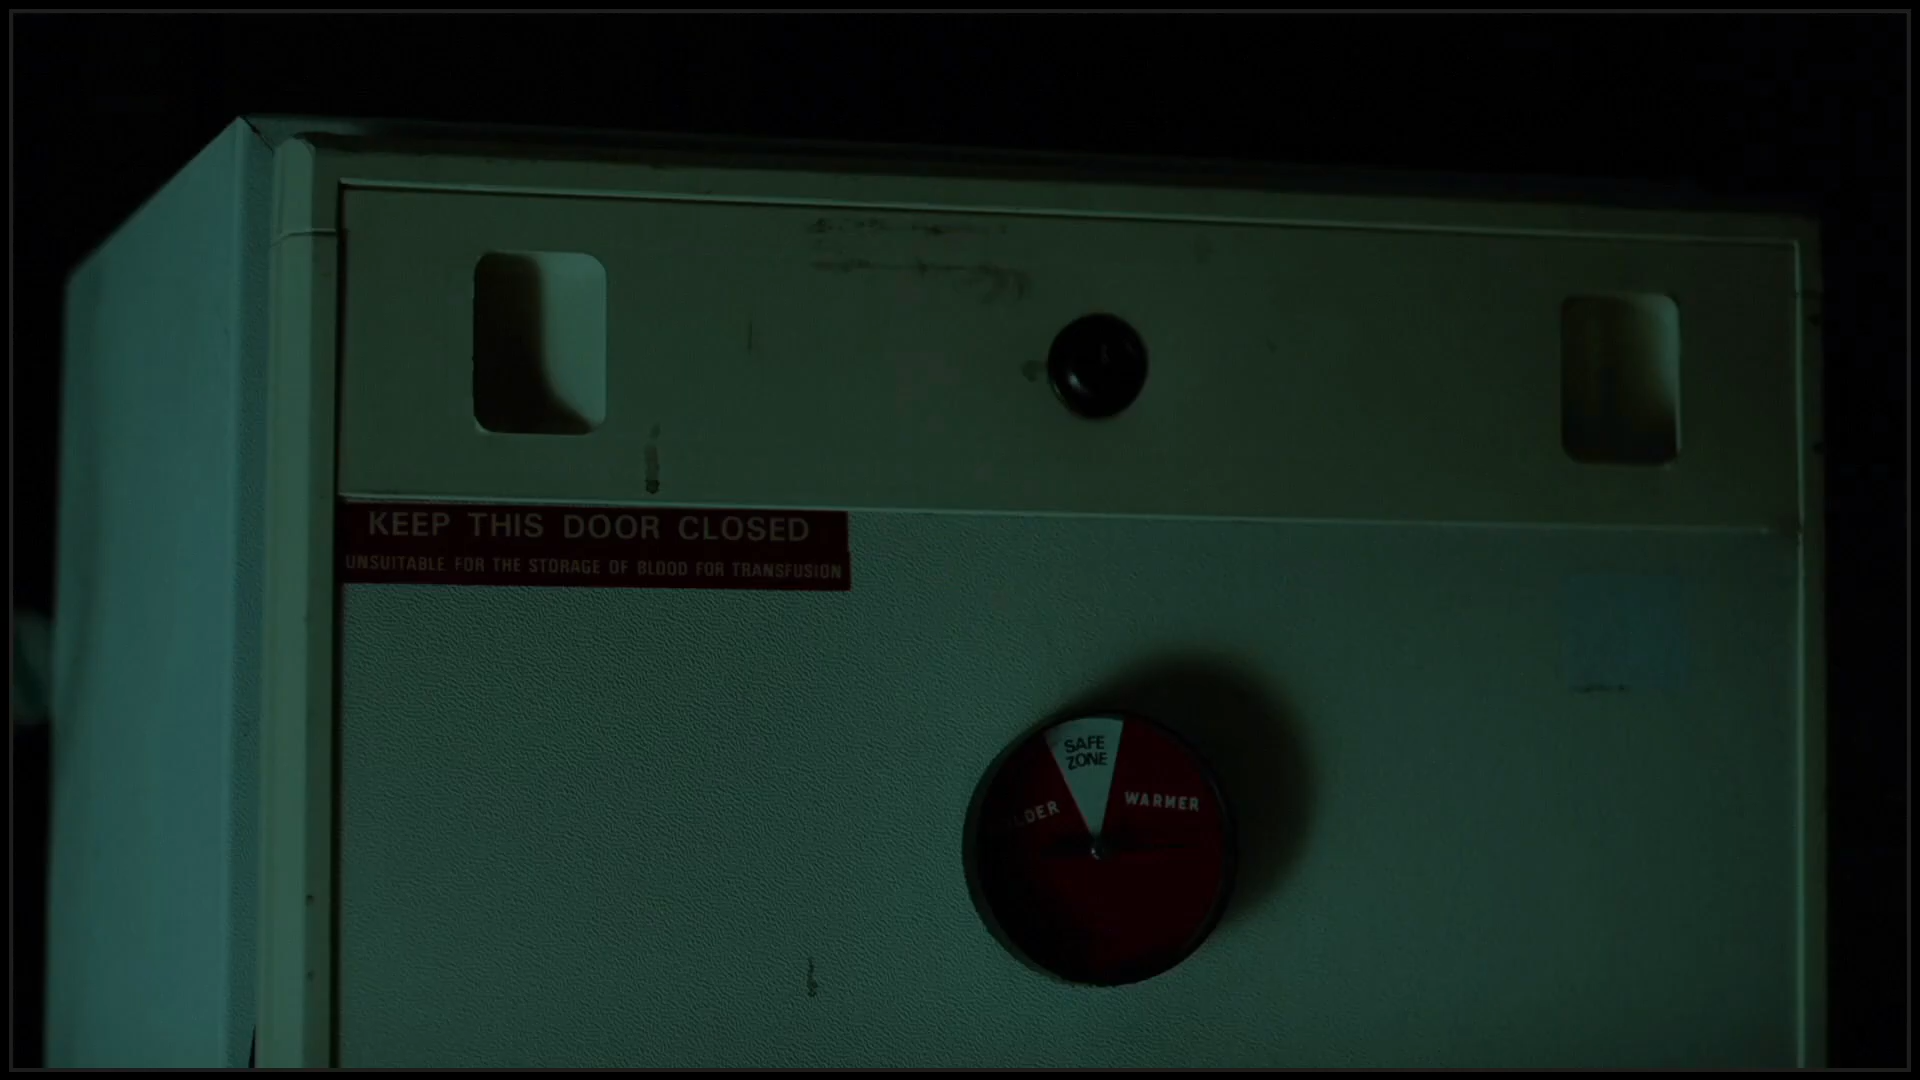 KEEP THIS DOOR CLOSED
UNSUITABLE FOR THE STORAGE OF BLOOD FOR TRANSFUSION
SAFE
ZONE
WARMER